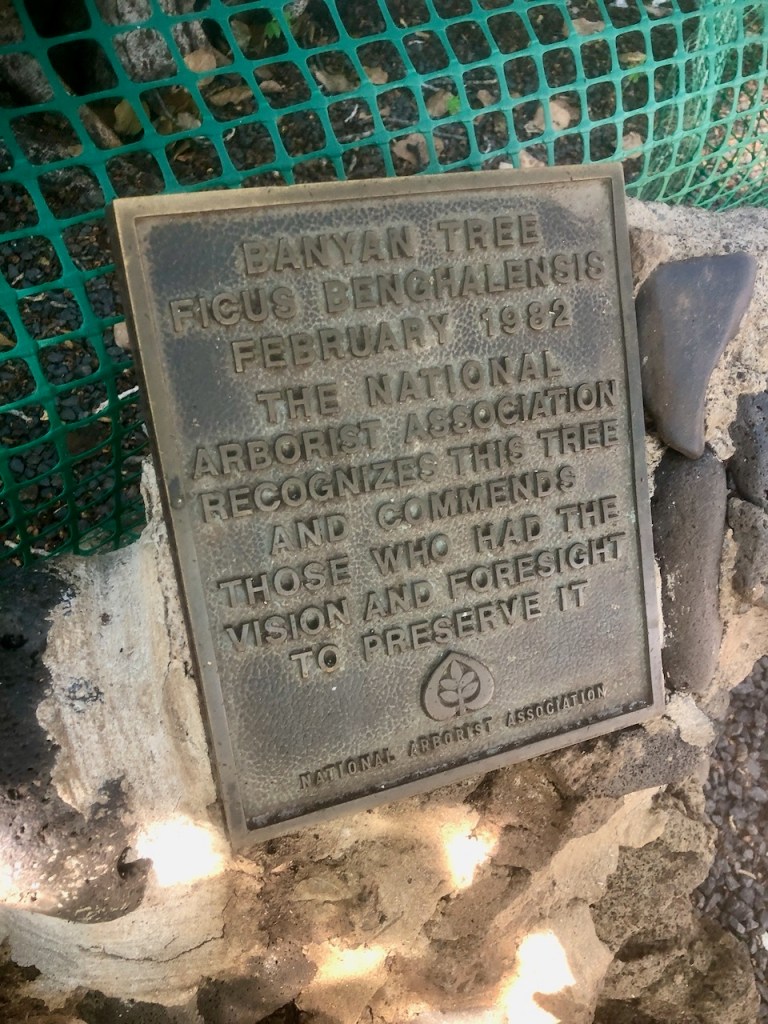 BANYAN TREE
FICUS BENGHALENSIS
FEBRUARY 1982
THE NATIONAL
ARBORIST ASSOCIATION
RECOGNIZES THIS TREE
AND COMMENDS
THOSE WHO HAD THE
VISION AND FORESIGHT
TO PRESERVE IT
NATIONAL ARBORIST ASSOCIATION